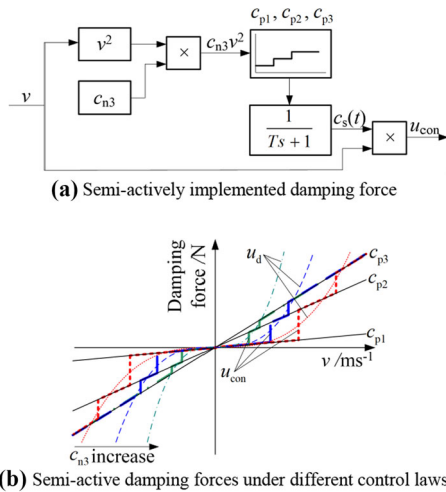 c_p1, c_p2, c_p3
v² × c_n3v²
c_n3
v
1
Ts + 1
c_s(t)
×
u_con
(a) Semi-actively implemented damping force
Damping
force /N
u_d
c_p3
c_p2
c_p1
v /ms⁻¹
u_con
c_n3 increase
(b) Semi-active damping forces under different control laws